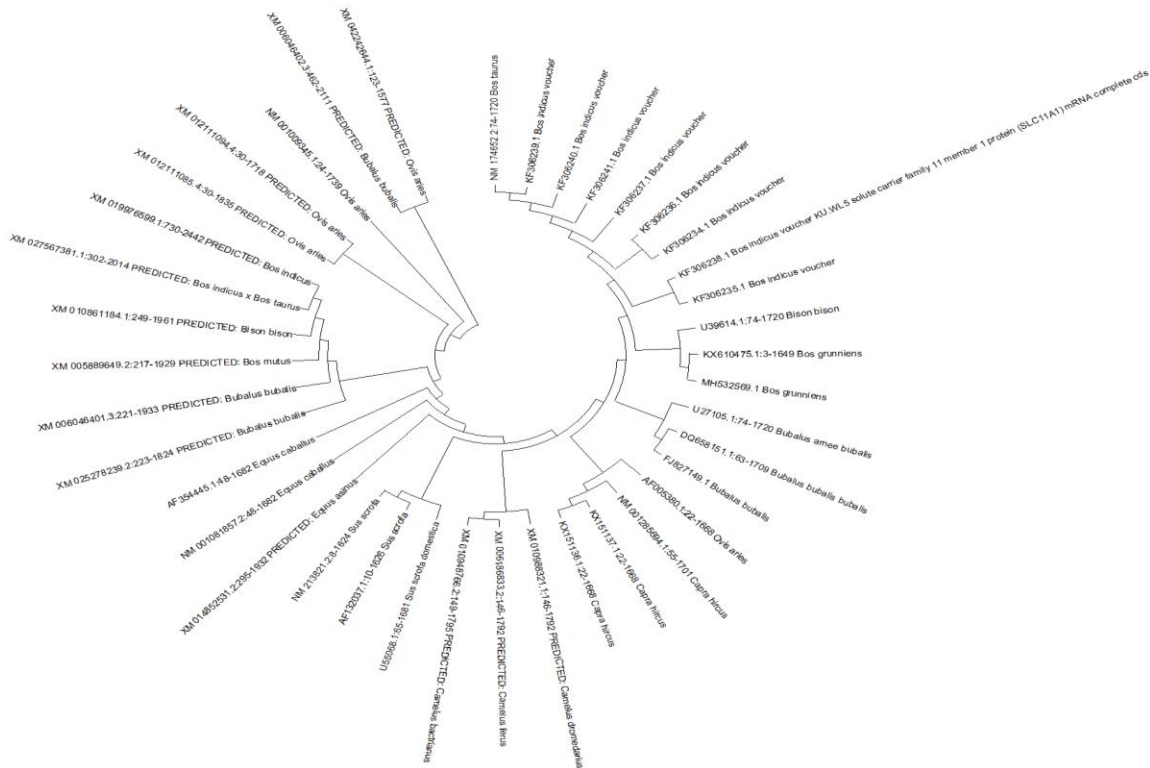 NM 174652.2:74-1720 Bos taurus
KF306239.1 Bos indicus voucher
KF306240.1 Bos indicus voucher
KF306241.1 Bos indicus voucher
KF306237.1 Bos indicus voucher
KF306236.1 Bos indicus voucher
KF306234.1 Bos indicus voucher
KF306238.1 Bos indicus voucher KU.WL5 solute carrier family 11 member 1 protein (SLC11A1) mRNA complete cds
KF306235.1 Bos indicus voucher
U39614.1:74-1720 Bison bison
KX610475.1:3-1649 Bos grunniens
MH532569.1 Bos grunniens
U27105.1:74-1720 Bubalus arnee bubalis
DQ658151.1:63-1709 Bubalus bubalis bubalis
FJ827149.1 Bubalus bubalis
AF005380.1:22-1668 Ovis aries
NM 001285694.1:55-1701 Capra hircus
KX151137.1:22-1668 Capra hircus
KX151136.1:22-1668 Capra hircus
XM 010988321.1:146-1792 PREDICTED: Camelus dromedarius
XM 006186833.2:146-1792 PREDICTED: Camelus ferus
PREDICTED: Camelus bactrianus
U55068.1:65-1681 Sus scrofa domestica
AF132037.1:10-1626 Sus scrofa
NM 213821.2:8-1624 Sus scrofa
XM 014852531.2:295-1932 PREDICTED: Equus asinus
NM 001081857.2:48-1682 Equus caballus
AF354445.1:48-1682 Equus caballus
XM 025278239.2:223-1824 PREDICTED: Bubalus bubalis
XM 006046401.3:221-1933 PREDICTED: Bubalus bubalis
XM 005889649.2:217-1929 PREDICTED: Bos mutus
XM 010861184.1:249-1961 PREDICTED: Bison bison
XM 027567381.1:302-2014 PREDICTED: Bos indicus x Bos taurus
XM 019976599.1:730-2442 PREDICTED: Bos indicus
XM 012111085.4:30-1835 PREDICTED: Ovis aries
XM 012111094.4:30-1718 PREDICTED: Ovis aries
NM 001009345.1:24-1739 Ovis aries
XM 006046402.3:462-2111 PREDICTED: Bubalus bubalis
XM 042242644.1:123-1577 PREDICTED: Ovis aries